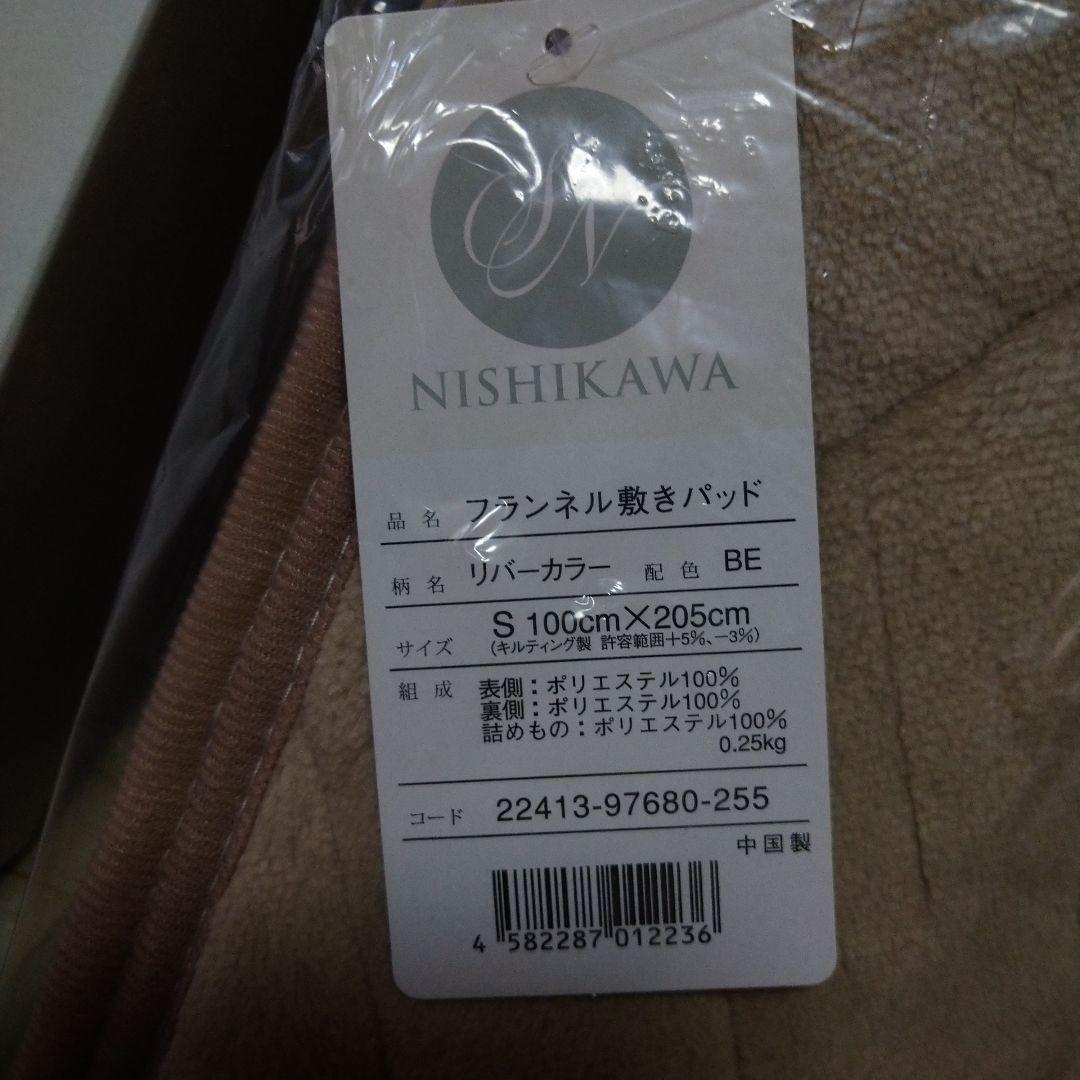 SN
NISHIKAWA
品名 フランネル敷きパッド
柄名 リバーカラー 配色 BE
サイズ S 100cm×205cm
(キルティング製 許容範囲+5%、−3%)
組成 表側:ポリエステル100%
裏側:ポリエステル100%
詰めもの:ポリエステル100%
0.25kg
コード 22413-97680-255
中国製
4 582287 012236